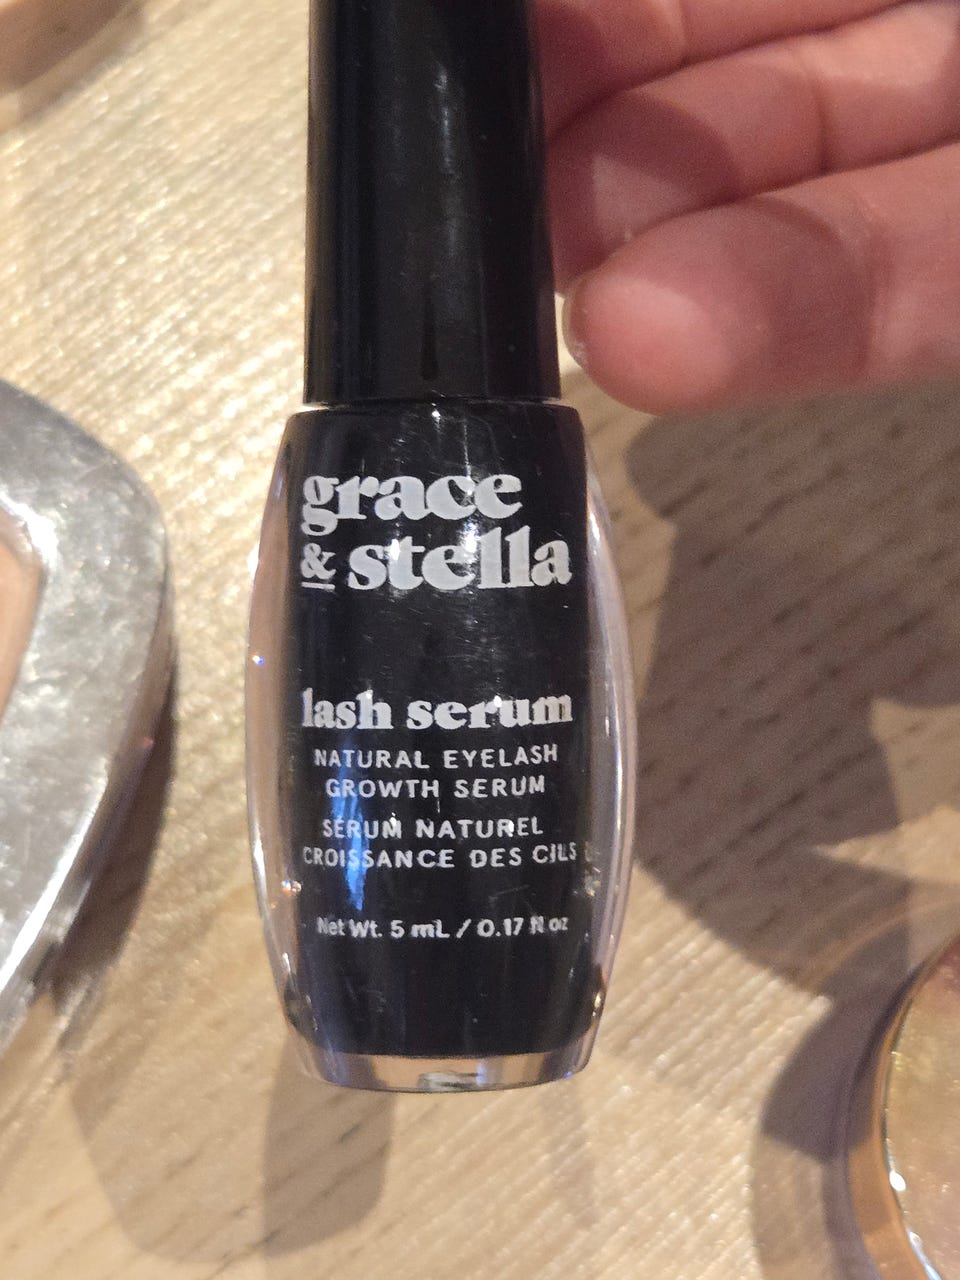 grace
& stella
lash serum
NATURAL EYELASH
GROWTH SERUM
SÉRUM NATUREL
CROISSANCE DES CILS
Net Wt. 5 mL / 0.17 fl oz